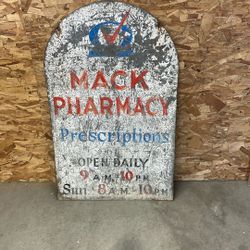 MACK
PHARMACY
Prescriptions
OPEN DAILY
9 A.M. 10 P.M.
Sun 8 A.M. 10 P.M.